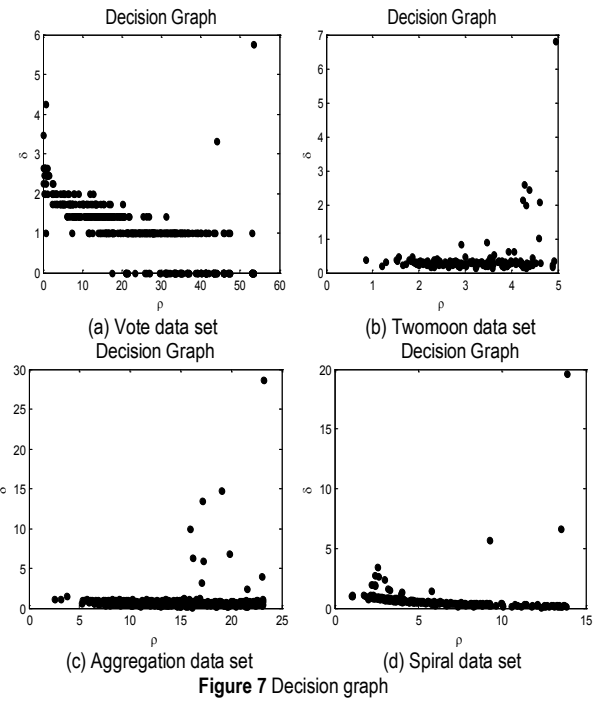 Decision Graph
6
5
4
3
2
1
0
δ
0 10 20 30 40 50 60
ρ
(a) Vote data set
Decision Graph
7
6
5
4
3
2
1
0
δ
0 1 2 3 4 5
ρ
(b) Twomoon data set
Decision Graph
30
25
20
15
10
5
0
δ
0 5 10 15 20 25
ρ
(c) Aggregation data set
Decision Graph
20
15
10
5
0
δ
0 5 10 15
ρ
(d) Spiral data set
Figure 7 Decision graph